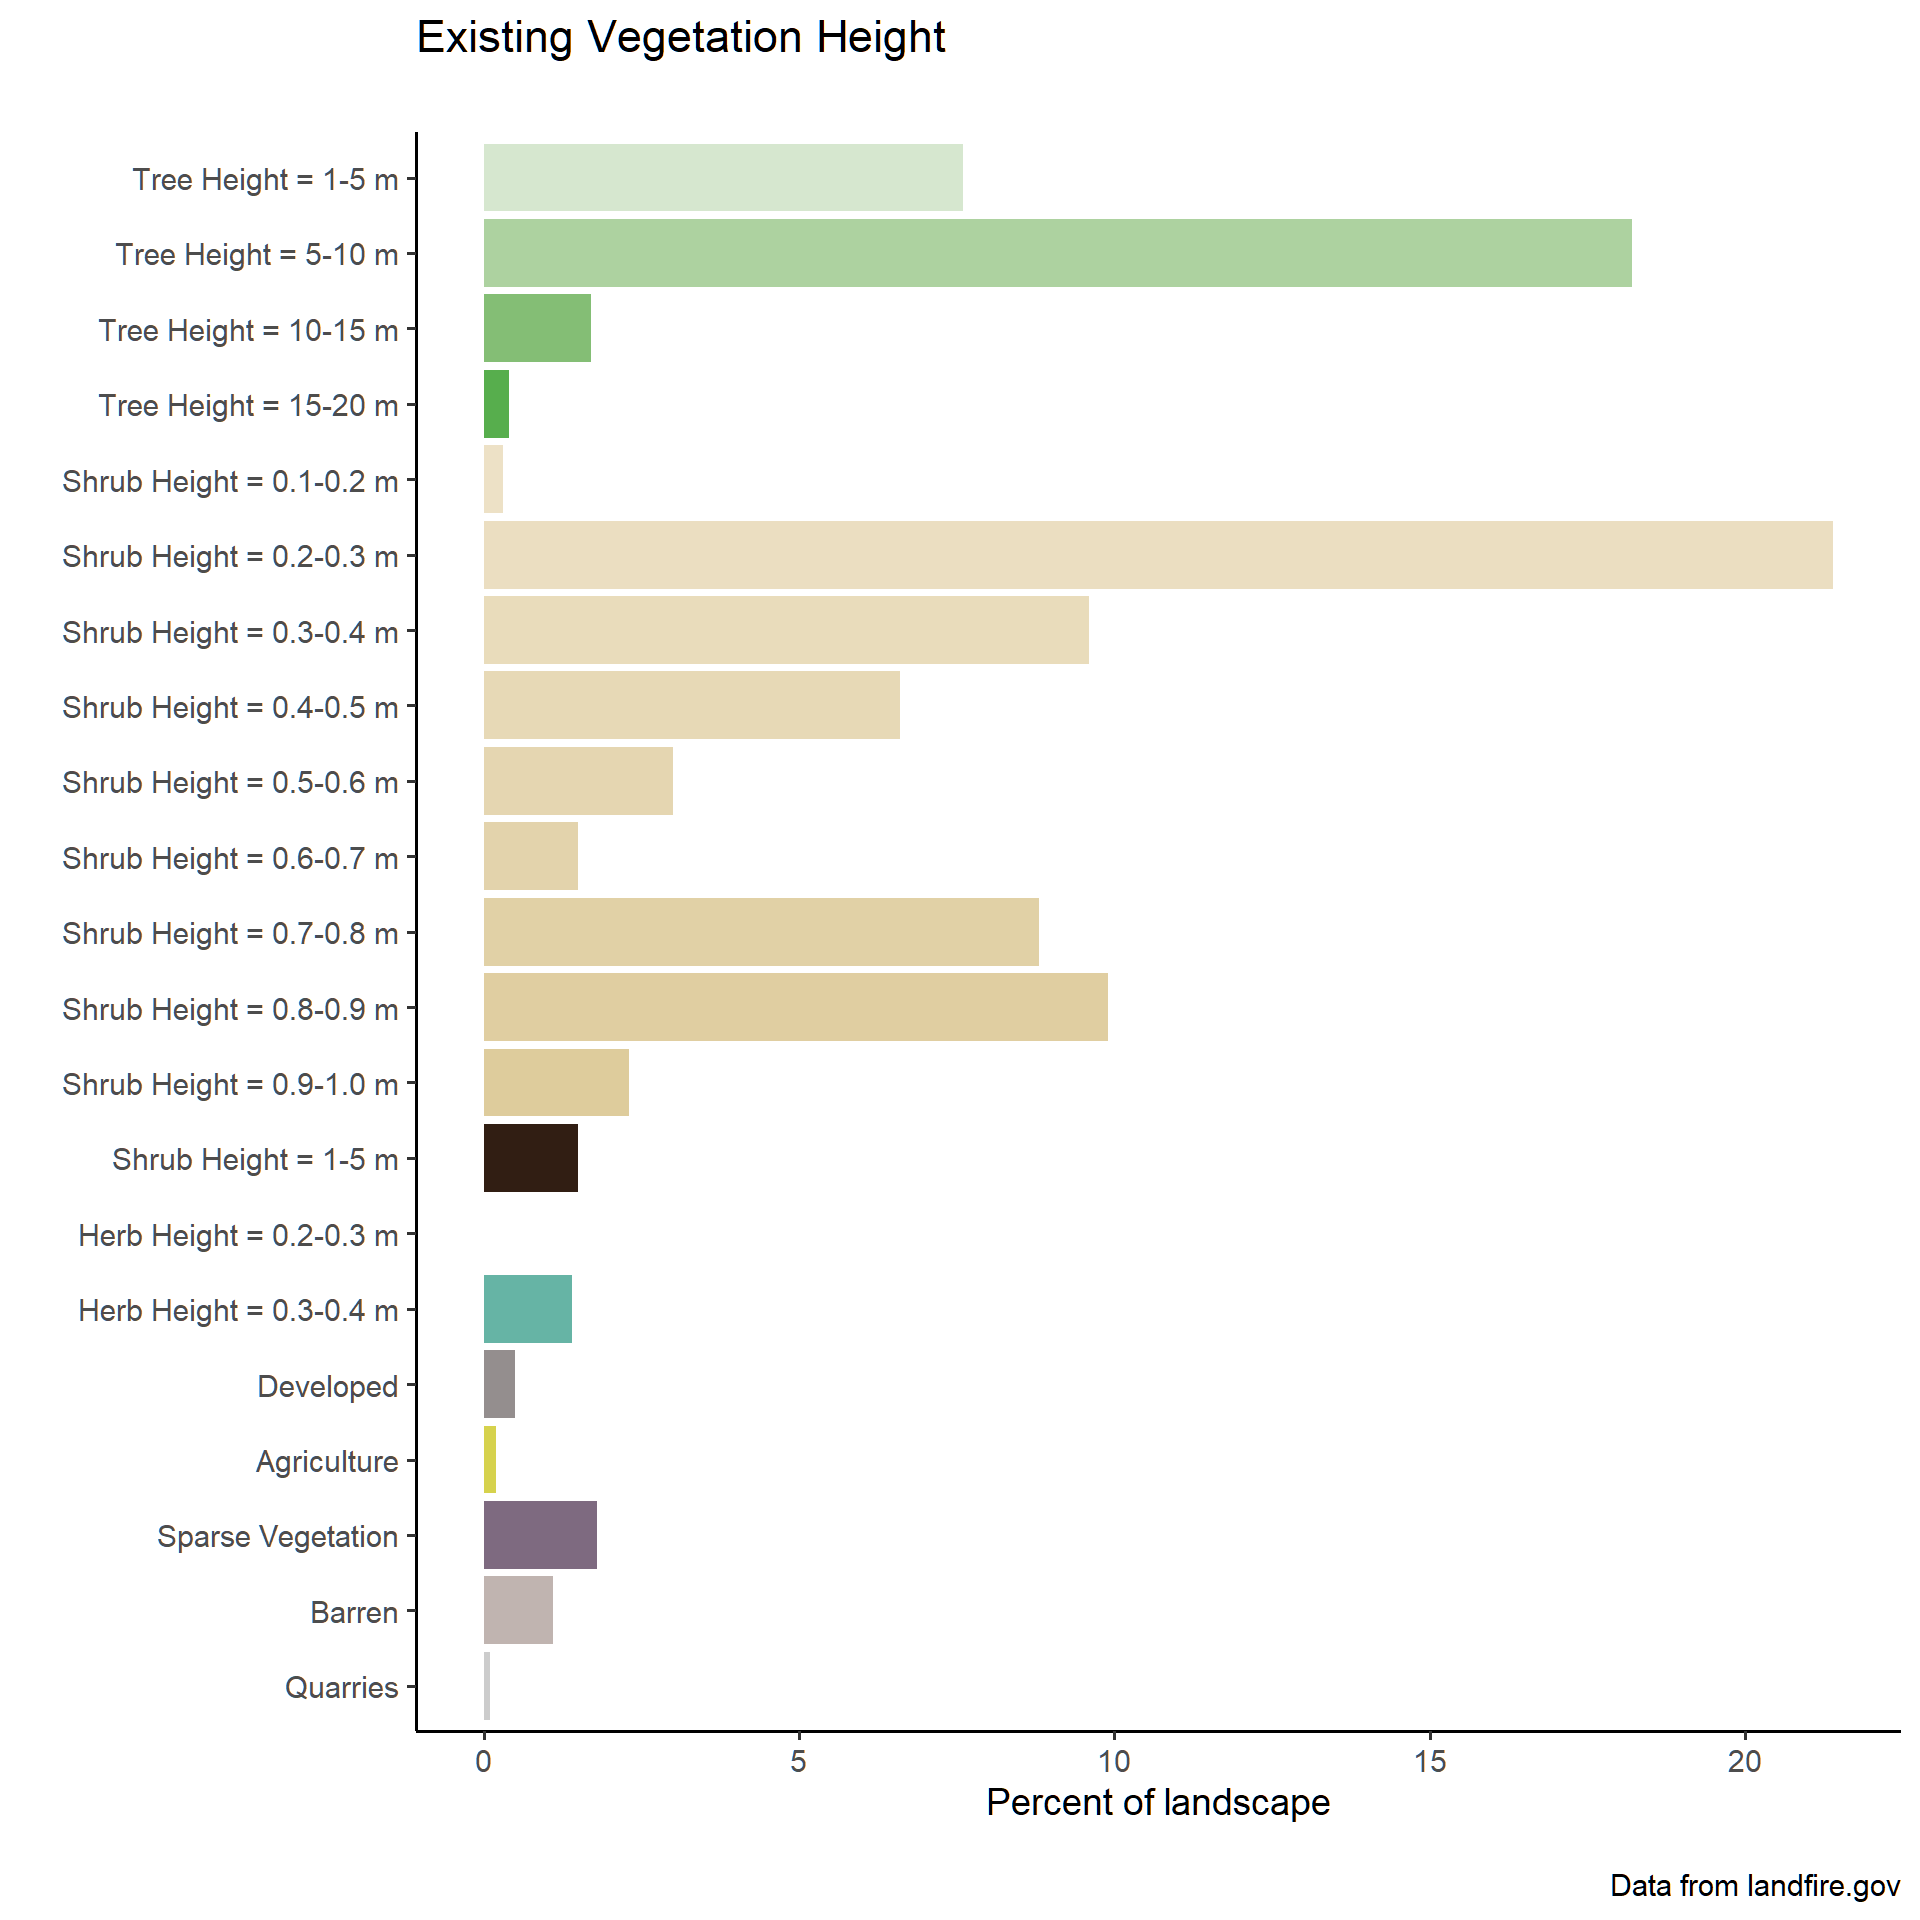 Existing Vegetation Height
Tree Height = 1-5 m
Tree Height = 5-10 m
Tree Height = 10-15 m
Tree Height = 15-20 m
Shrub Height = 0.1-0.2 m
Shrub Height = 0.2-0.3 m
Shrub Height = 0.3-0.4 m
Shrub Height = 0.4-0.5 m
Shrub Height = 0.5-0.6 m
Shrub Height = 0.6-0.7 m
Shrub Height = 0.7-0.8 m
Shrub Height = 0.8-0.9 m
Shrub Height = 0.9-1.0 m
Shrub Height = 1-5 m
Herb Height = 0.2-0.3 m
Herb Height = 0.3-0.4 m
Developed
Agriculture
Sparse Vegetation
Barren
Quarries
0 5 10 15 20
Percent of landscape
Data from landfire.gov